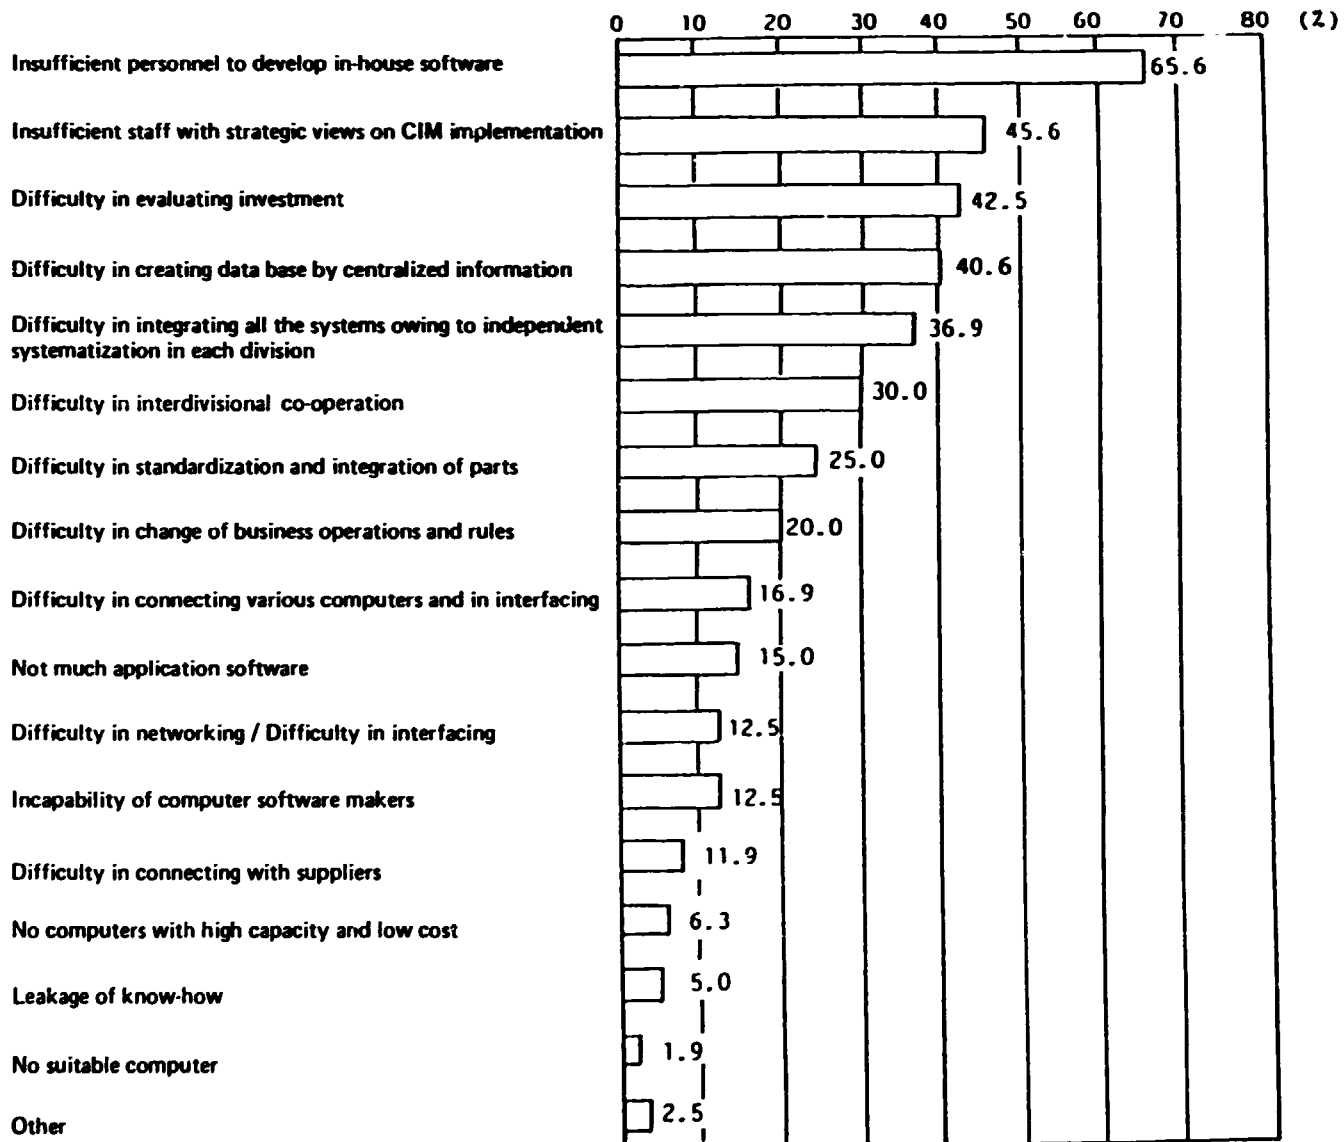 0 10 20 30 40 50 60 70 80 (%)
Insufficient personnel to develop in-house software 65.6
Insufficient staff with strategic views on CIM implementation 45.6
Difficulty in evaluating investment 42.5
Difficulty in creating data base by centralized information 40.6
Difficulty in integrating all the systems owing to independent
systematization in each division 36.9
Difficulty in interdivisional co-operation 30.0
Difficulty in standardization and integration of parts 25.0
Difficulty in change of business operations and rules 20.0
Difficulty in connecting various computers and in interfacing 16.9
Not much application software 15.0
Difficulty in networking / Difficulty in interfacing 12.5
Incapability of computer software makers 12.5
Difficulty in connecting with suppliers 11.9
No computers with high capacity and low cost 6.3
Leakage of know-how 5.0
No suitable computer 1.9
Other 2.5